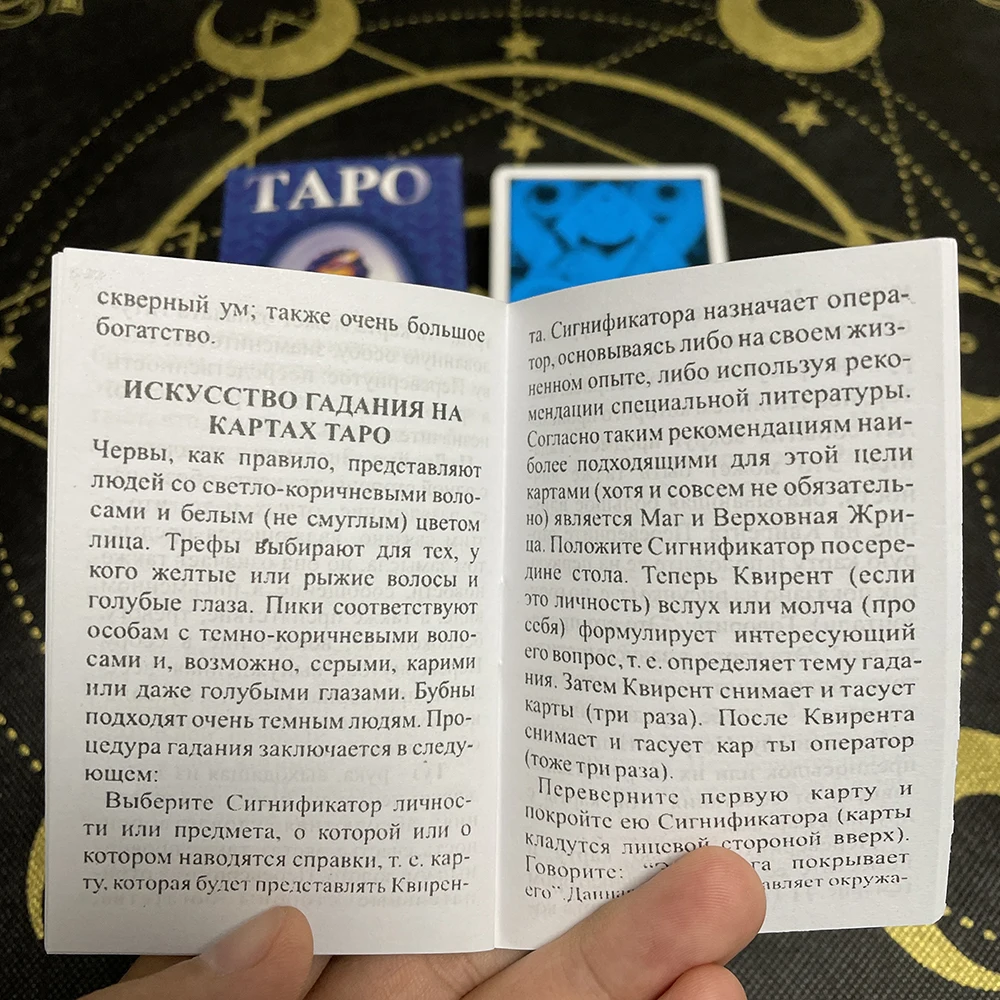 ТАРО
скверный ум; также очень большое
богатство.
ИСКУССТВО ГАДАНИЯ НА
КАРТАХ ТАРО
Червы, как правило, представляют
людей со светло-коричневыми воло-
сами и белым (не смуглым) цветом
лица. Трефы выбирают для тех, у
кого желтые или рыжие волосы и
голубые глаза. Пики соответствуют
особам с темно-коричневыми воло-
сами и, возможно, серыми, карими
или даже голубыми глазами. Бубны
подходят очень темным людям. Про-
цедура гадания заключается в следу-
ющем:
Выберите Сигнификатор личнос-
ти или предмета, о которой или о
котором наводятся справки, т. е. кар-
ту, которая будет представлять Квирен-
та. Сигнификатора назначает опера-
тор, основываясь либо на своем жиз-
ненном опыте, либо используя реко-
мендации специальной литературы.
Согласно таким рекомендациям наи-
более подходящими для этой цели
картами (хотя и совсем не обязатель-
но) является Маг и Верховная Жри-
ца. Положите Сигнификатор посере-
дине стола. Теперь Квирент (если
это личность) вслух или молча (про
себя) формулирует интересующий
его вопрос, т. е. определяет тему гада-
ния. Затем Квирент снимает и тасует
карты (три раза). После Квирента
снимает и тасует кар ты оператор
(тоже три раза).
Переверните первую карту и
покройте ею Сигнификатора (карты
кладутся лицевой стороной вверх).
Говорите: покрывает
его". окружа-